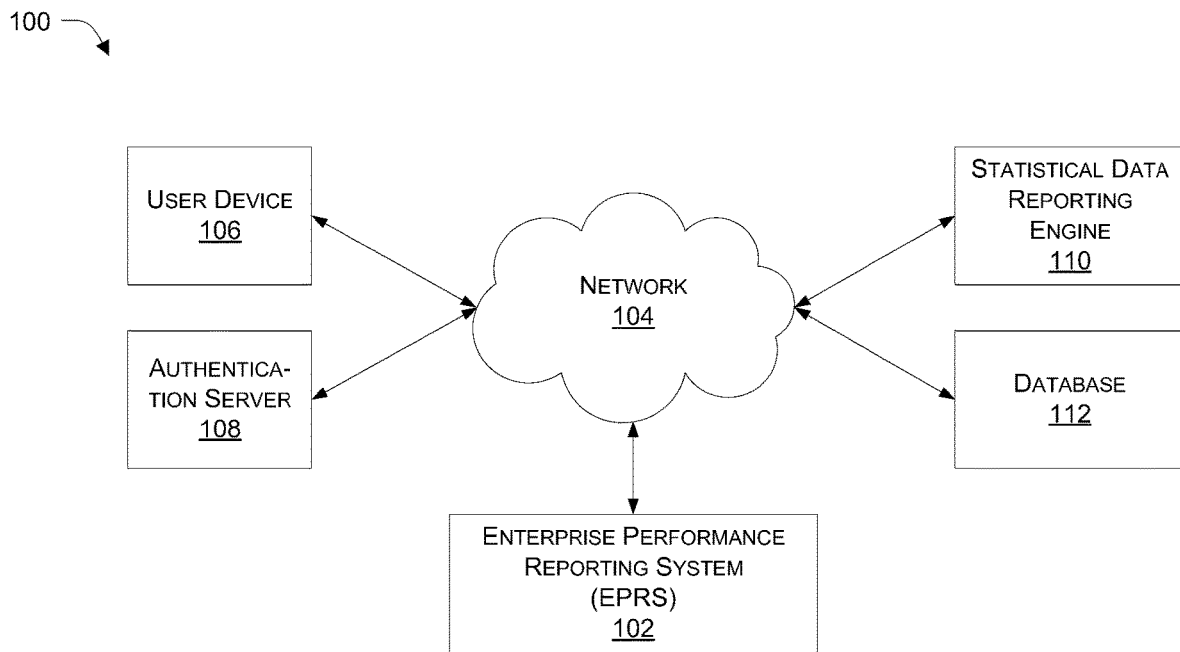 100
USER DEVICE
106
AUTHENTICA-
TION SERVER
108
NETWORK
104
STATISTICAL DATA
REPORTING
ENGINE
110
DATABASE
112
ENTERPRISE PERFORMANCE
REPORTING SYSTEM
(EPRS)
102